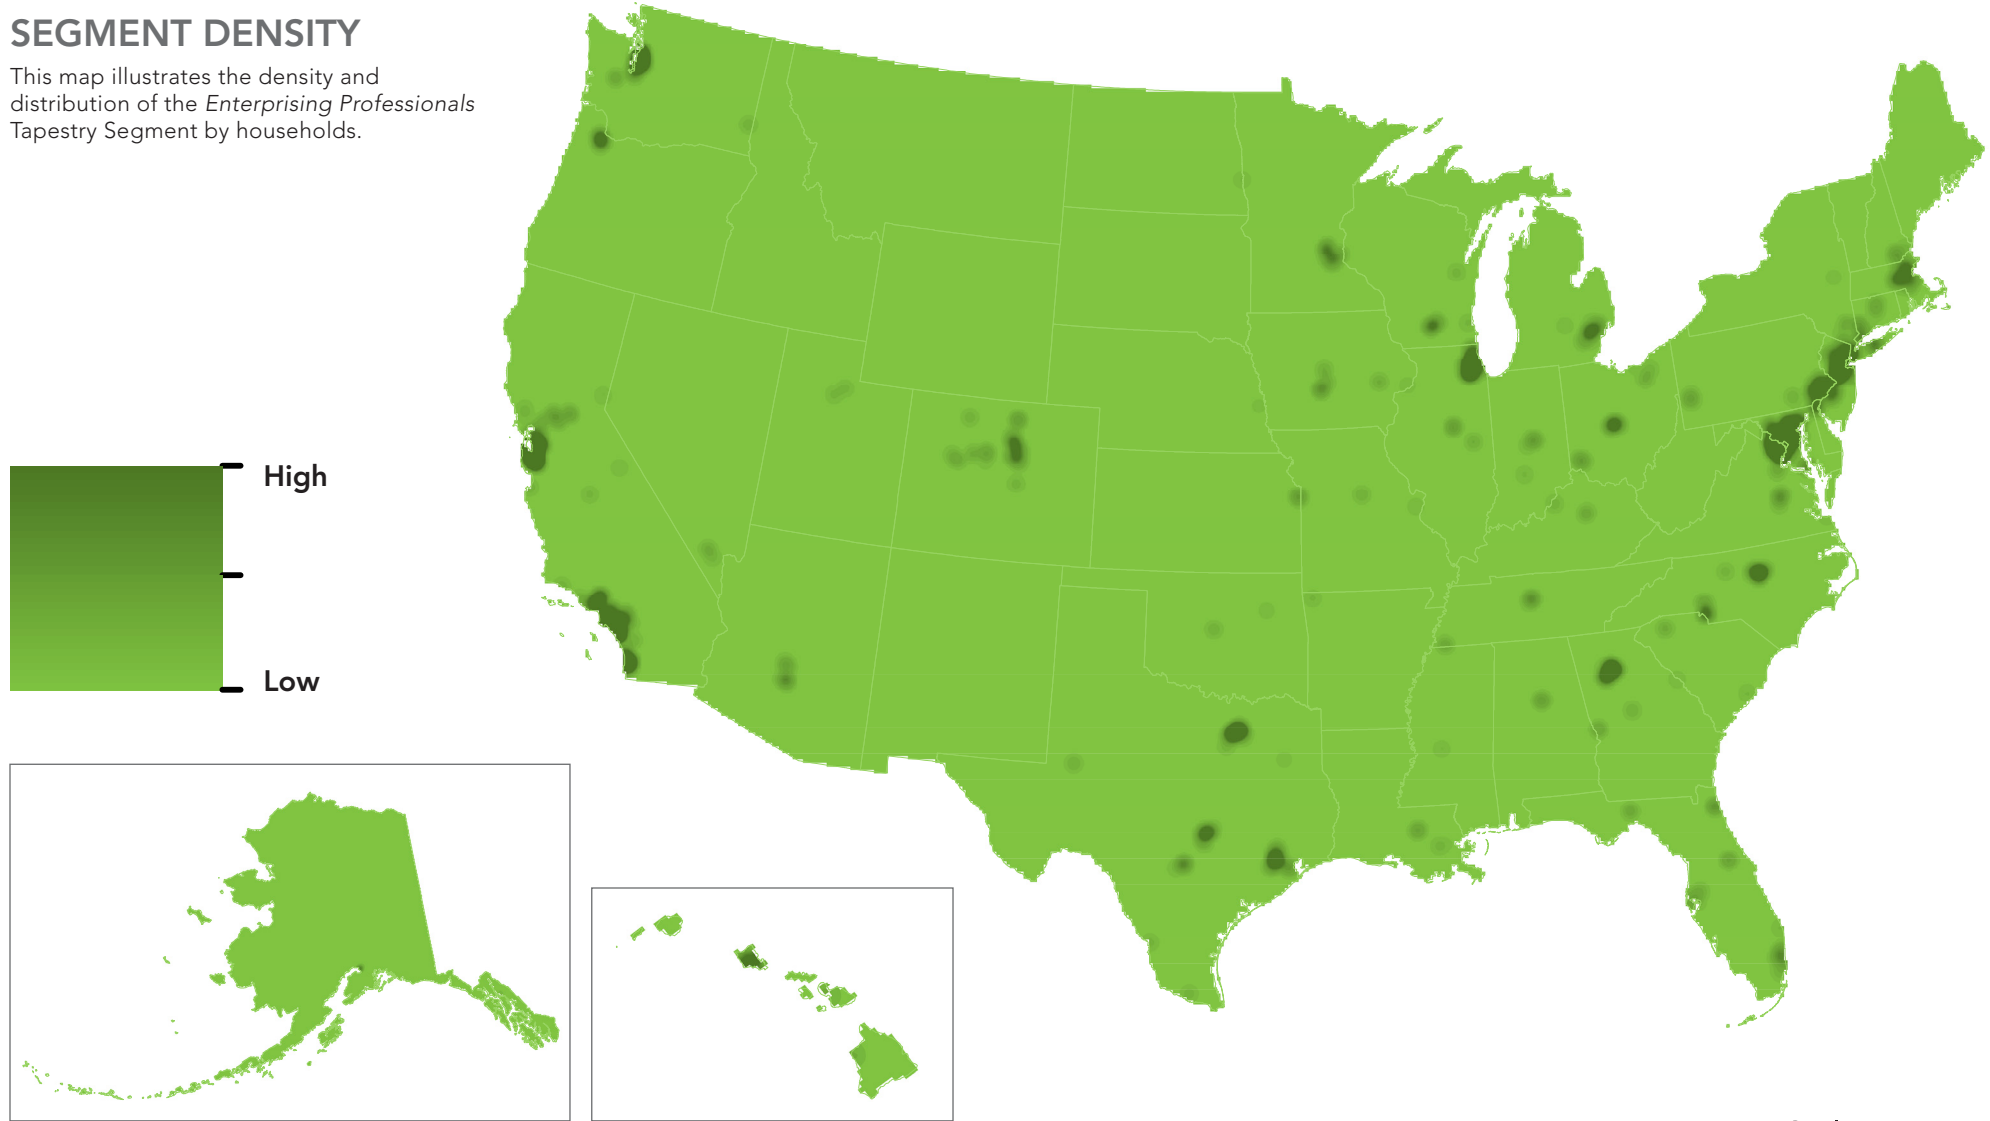 SEGMENT DENSITY
This map illustrates the density and
distribution of the Enterprising Professionals
Tapestry Segment by households.
High
Low